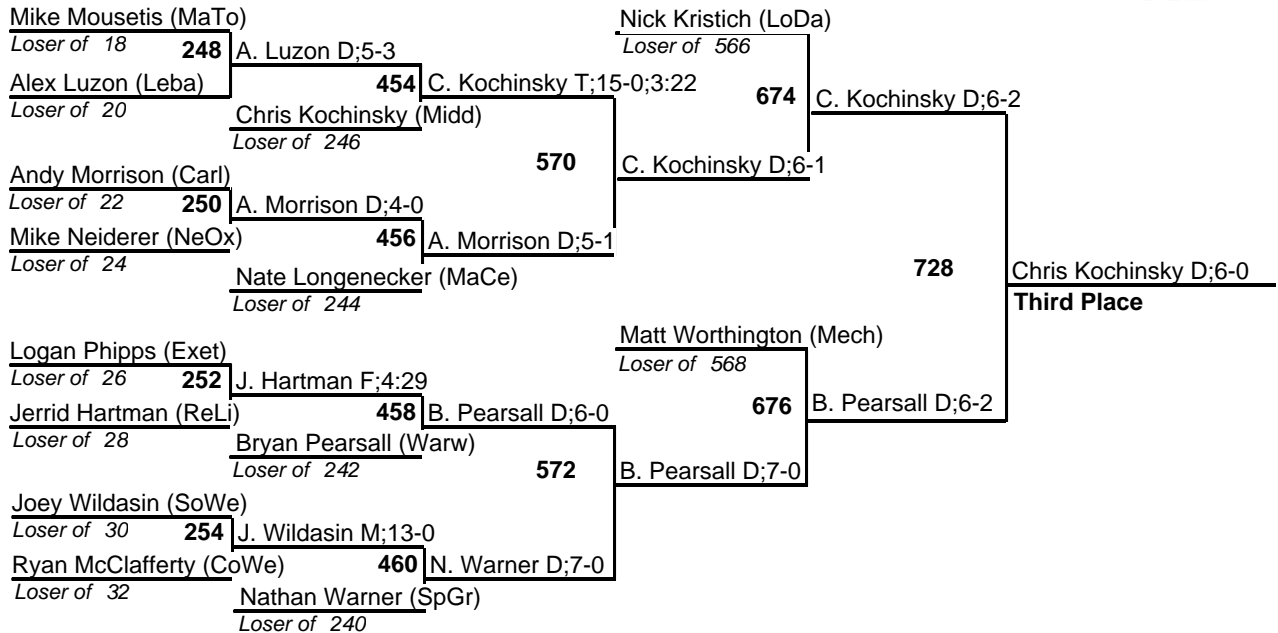 Mike Mousetis (MaTo)
Loser of 18
248
A. Luzon D;5-3
Alex Luzon (Leba)
Loser of 20
454
C. Kochinsky T;15-0;3:22
Chris Kochinsky (Midd)
Loser of 246
570
C. Kochinsky D;6-1
Andy Morrison (Carl)
Loser of 22
250
A. Morrison D;4-0
Mike Neiderer (NeOx)
Loser of 24
456
A. Morrison D;5-1
Nate Longenecker (MaCe)
Loser of 244
Nick Kristich (LoDa)
Loser of 566
674
C. Kochinsky D;6-2
728
Chris Kochinsky D;6-0
Third Place
Logan Phipps (Exet)
Loser of 26
252
J. Hartman F;4:29
Jerrid Hartman (ReLi)
Loser of 28
458
B. Pearsall D;6-0
Bryan Pearsall (Warw)
Loser of 242
572
B. Pearsall D;7-0
Joey Wildasin (SoWe)
Loser of 30
254
J. Wildasin M;13-0
Ryan McClafferty (CoWe)
Loser of 32
460
N. Warner D;7-0
Nathan Warner (SpGr)
Loser of 240
Matt Worthington (Mech)
Loser of 568
676
B. Pearsall D;6-2